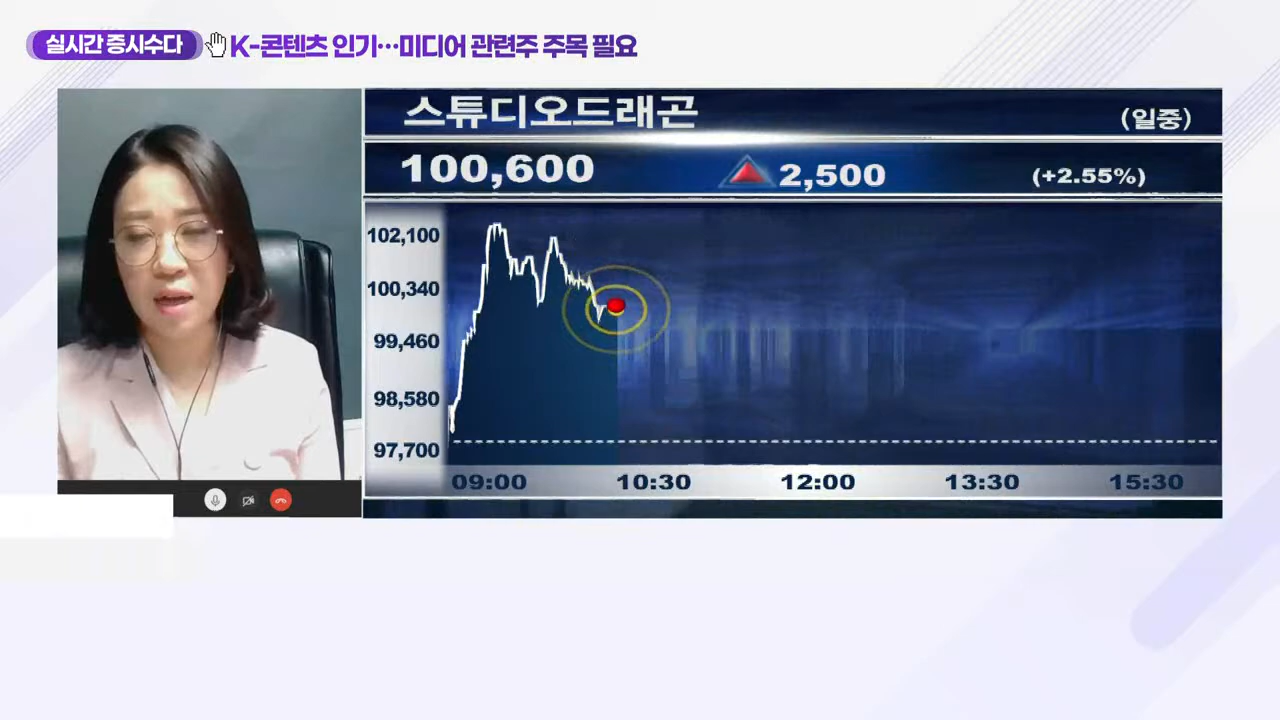 실시간 증시수다
K-콘텐츠 인기…미디어 관련주 주목 필요
스튜디오드래곤 (일중)
100,600 ▲ 2,500 (+2.55%)
102,100
100,340
99,460
98,580
97,700
09:00 10:30 12:00 13:30 15:30